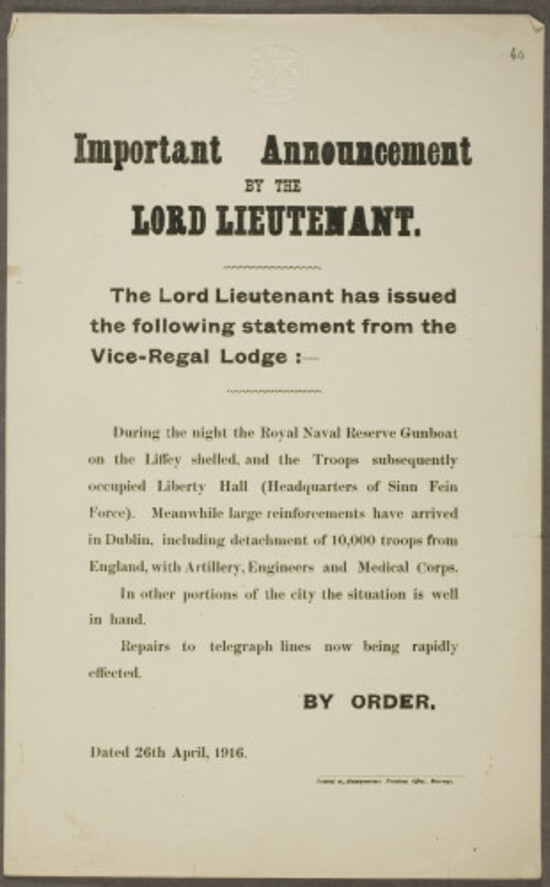 40
Important Announcement
BY THE
LORD LIEUTENANT.
The Lord Lieutenant has issued
the following statement from the
Vice-Regal Lodge :—
During the night the Royal Naval Reserve Gunboat
on the Liffey shelled, and the Troops subsequently
occupied Liberty Hall (Headquarters of Sinn Fein
Force). Meanwhile large reinforcements have arrived
in Dublin, including detachment of 10,000 troops from
England, with Artillery, Engineers and Medical Corps.
In other portions of the city the situation is well
in hand.
Repairs to telegraph lines now being rapidly
effected.
BY ORDER.
Dated 26th April, 1916.
Printing Office,